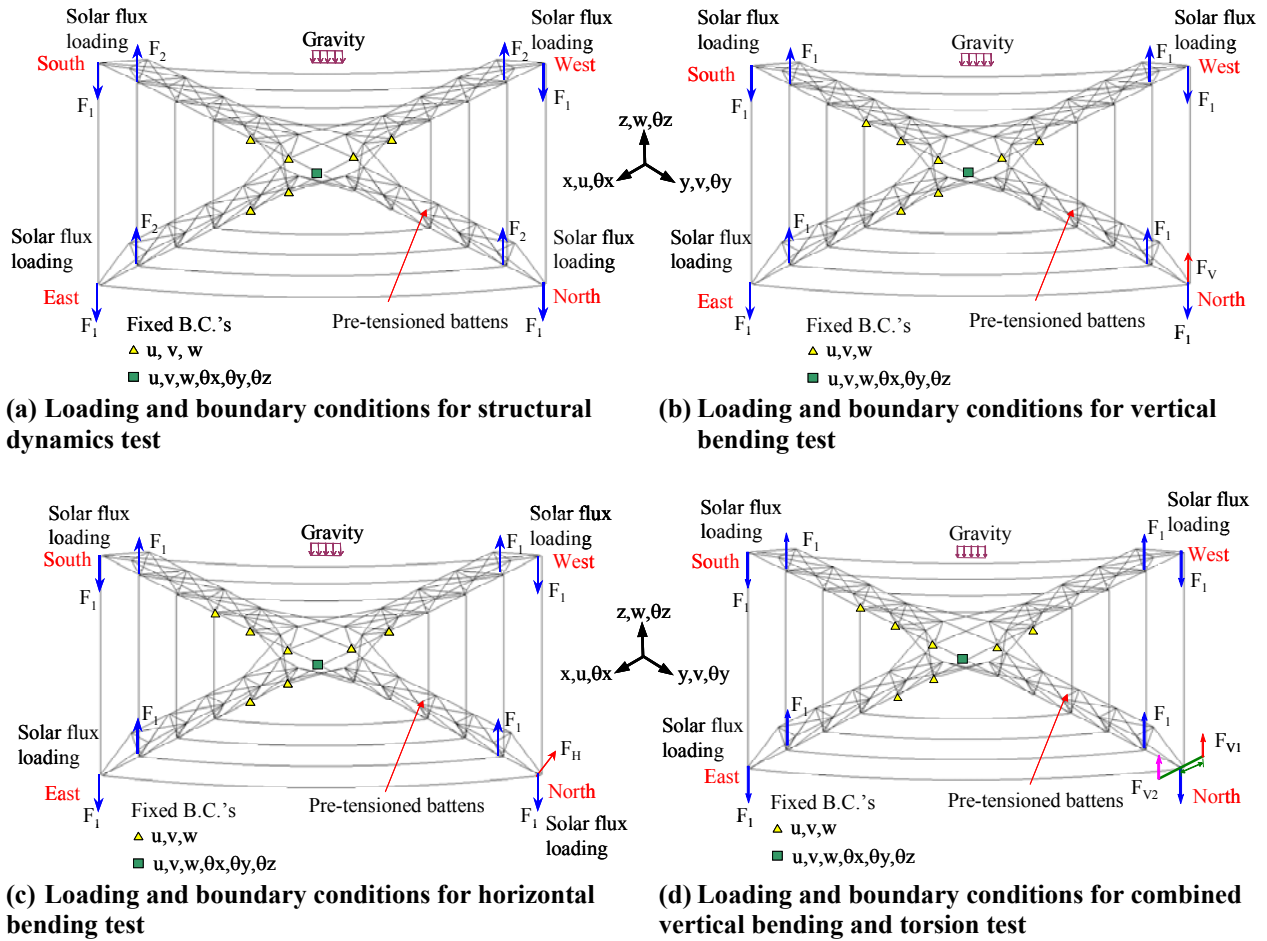 Solar flux
loading
Gravity
Solar flux
loading
South
F2
F2
West
F1
F1
F2
F2
Solar flux
loading
Solar flux
loading
East
North
F1
F1
Pre-tensioned battens
Fixed B.C.'s
u, v, w
u,v,w,θx,θy,θz
(a) Loading and boundary conditions for structural
dynamics test
z,w,θz
x,u,θx
y,v,θy
Solar flux
loading
Gravity
Solar flux
loading
South
F1
F1
West
F1
F1
F1
F1
Solar flux
loading
FV
East
North
F1
F1
Pre-tensioned battens
Fixed B.C.'s
u,v,w
u,v,w,θx,θy,θz
(b) Loading and boundary conditions for vertical
bending test
Solar flux
loading
Gravity
Solar flux
loading
South
F1
F1
West
F1
F1
F1
F1
Solar flux
loading
FH
East
North
F1
F1
Solar flux
loading
Pre-tensioned battens
Fixed B.C.'s
u,v,w
u,v,w,θx,θy,θz
(c) Loading and boundary conditions for horizontal
bending test
z,w,θz
x,u,θx
y,v,θy
Solar flux
loading
Gravity
Solar flux
loading
South
F1
F1
West
F1
F1
F1
F1
Solar flux
loading
FV1
FV2
East
North
F1
Pre-tensioned battens
Fixed B.C.'s
u,v,w
u,v,w,θx,θy,θz
(d) Loading and boundary conditions for combined
vertical bending and torsion test